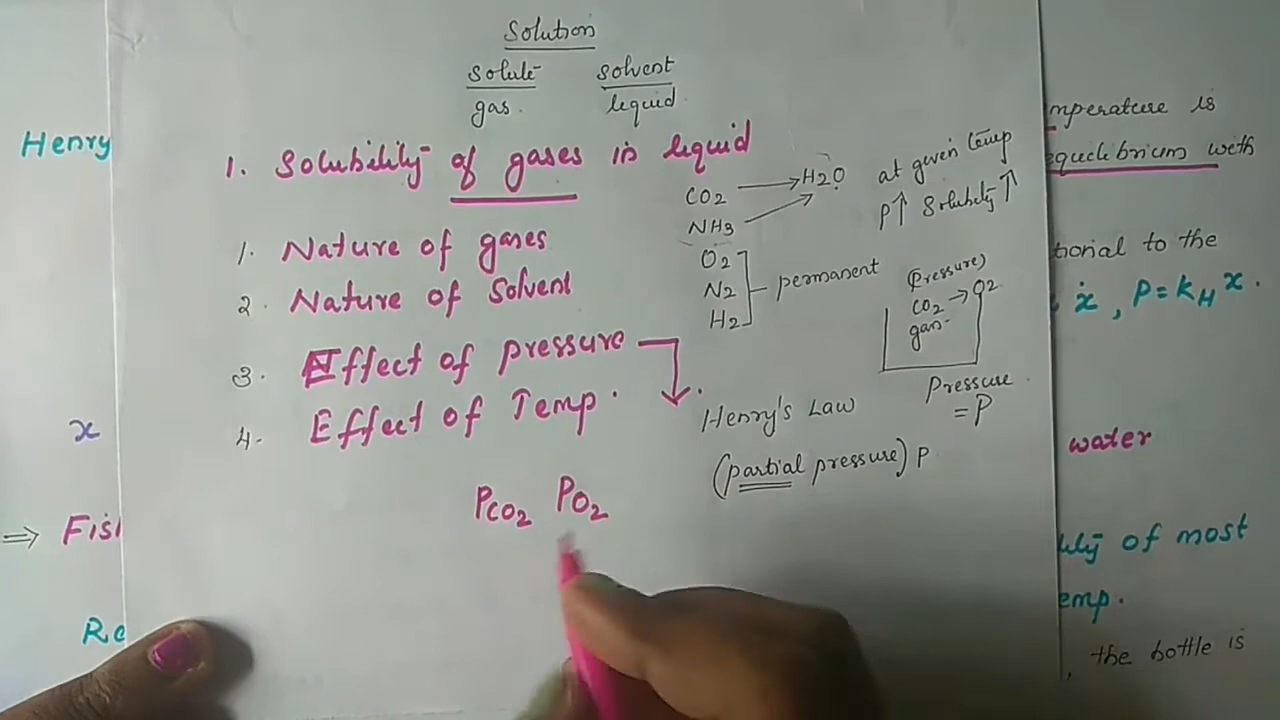 Solution
solute solvent
gas. liquid.
1. Solubility of gases in liquid
CO2 → H2O
NH3
at given temp
P↑ Solubility↑
1. Nature of gases
2. Nature of Solvent
3. Effect of pressure
4. Effect of Temp.
O2
N2
H2
permanent
(Pressure)
CO2 → O2
gas.
Pressure
= P
Henry's Law
(partial pressure) P
PCO2 PO2
Henry
x
⇒ Fis
Re
mperature is
equilibrium with
tional to the
x, P = KH x.
water
of most
emp.
, the bottle is